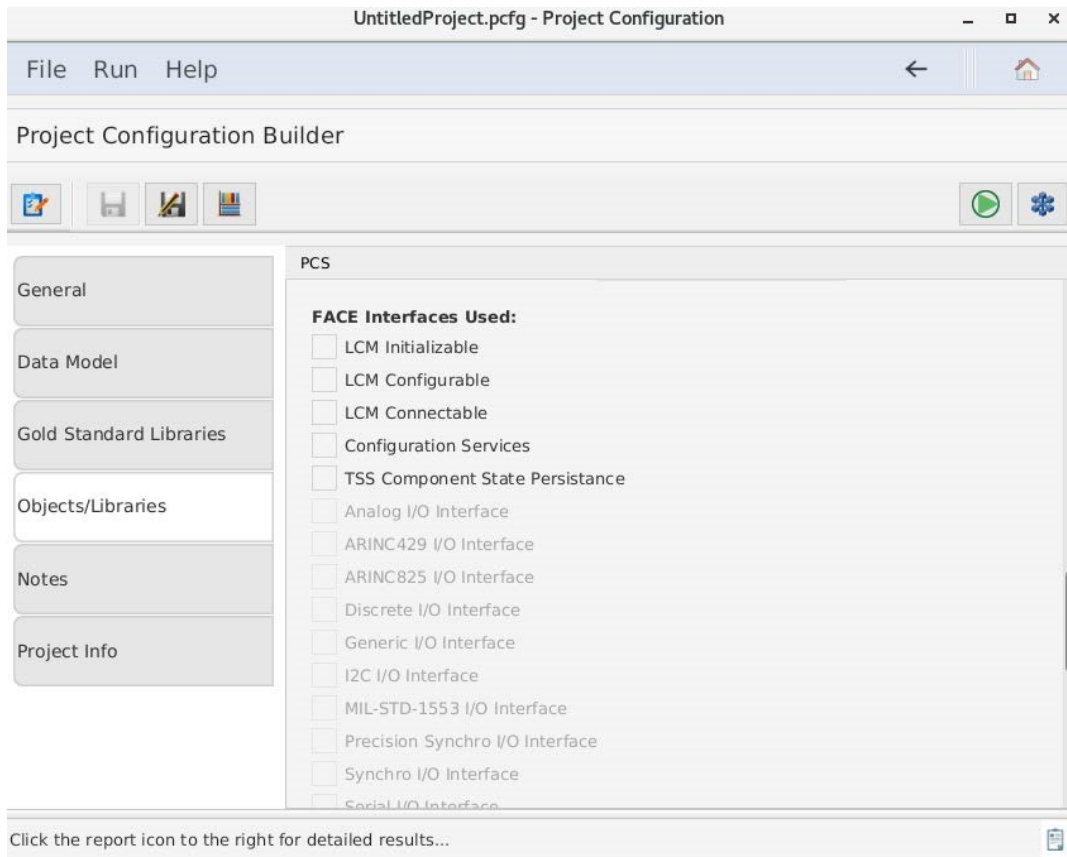 UntitledProject.pcfg - Project Configuration
File Run Help
Project Configuration Builder
General
Data Model
Gold Standard Libraries
Objects/Libraries
Notes
Project Info
PCS
FACE Interfaces Used:
LCM Initializable
LCM Configurable
LCM Connectable
Configuration Services
TSS Component State Persistance
Analog I/O Interface
ARINC429 I/O Interface
ARINC825 I/O Interface
Discrete I/O Interface
Generic I/O Interface
I2C I/O Interface
MIL-STD-1553 I/O Interface
Precision Synchro I/O Interface
Synchro I/O Interface
Serial I/O Interface
Click the report icon to the right for detailed results...